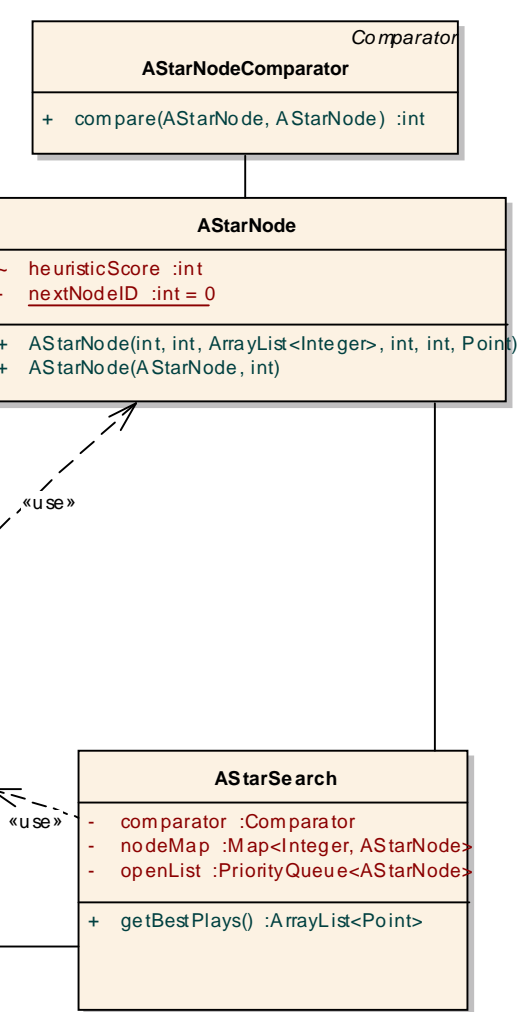 Comparator
AStarNodeComparator
+ compare(AStarNode, AStarNode) :int
AStarNode
~ heuristicScore :int
- nextNodeID :int = 0
+ AStarNode(int, int, ArrayList<Integer>, int, int, Point)
+ AStarNode(AStarNode, int)
«use»
AStarSearch
«use»
- comparator :Comparator
- nodeMap :Map<Integer, AStarNode>
- openList :PriorityQueue<AStarNode>
+ getBestPlays() :ArrayList<Point>